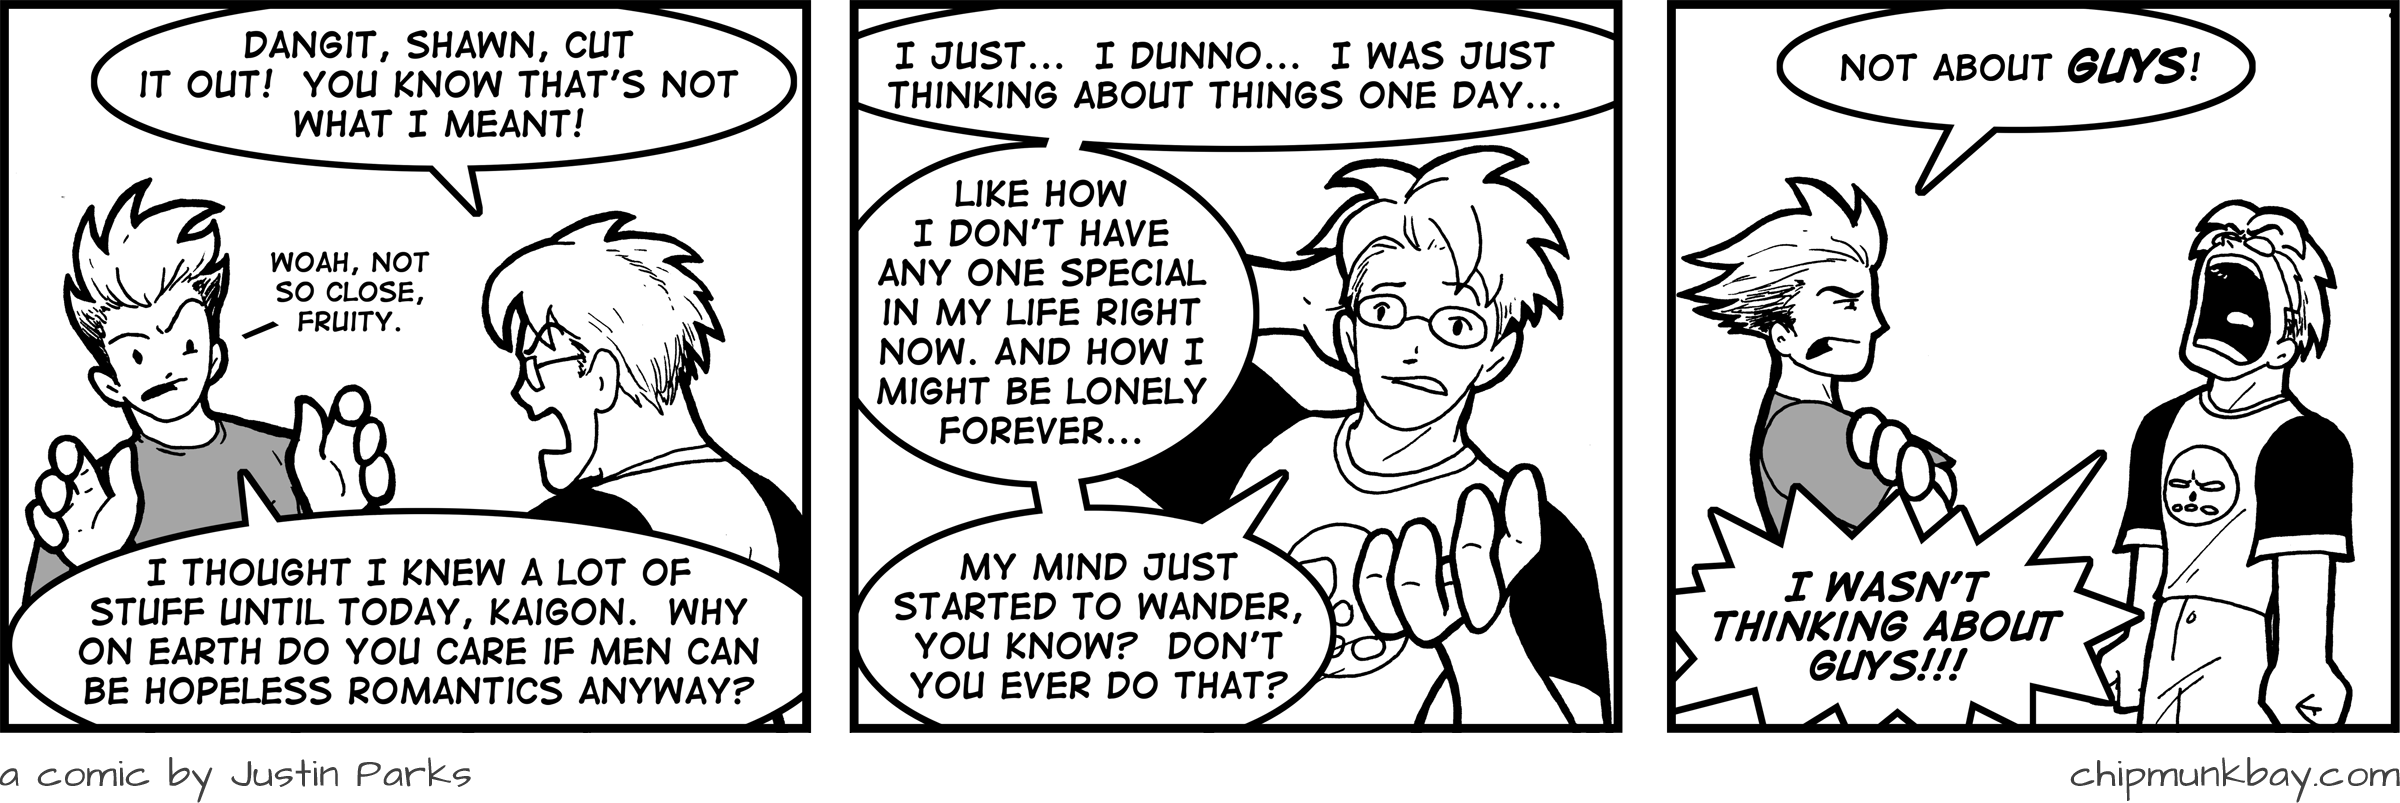 DANGIT, SHAWN, CUT
IT OUT! YOU KNOW THAT'S NOT
WHAT I MEANT!
WOAH, NOT
SO CLOSE,
FRUITY.
I THOUGHT I KNEW A LOT OF
STUFF UNTIL TODAY, KAIGON. WHY
ON EARTH DO YOU CARE IF MEN CAN
BE HOPELESS ROMANTICS ANYWAY?
I JUST... I DUNNO... I WAS JUST
THINKING ABOUT THINGS ONE DAY...
LIKE HOW
I DON'T HAVE
ANY ONE SPECIAL
IN MY LIFE RIGHT
NOW. AND HOW I
MIGHT BE LONELY
FOREVER...
MY MIND JUST
STARTED TO WANDER,
YOU KNOW? DON'T
YOU EVER DO THAT?
NOT ABOUT GUYS!
I WASN'T
THINKING ABOUT
GUYS!!!
a comic by Justin Parks
chipmunkbay.com